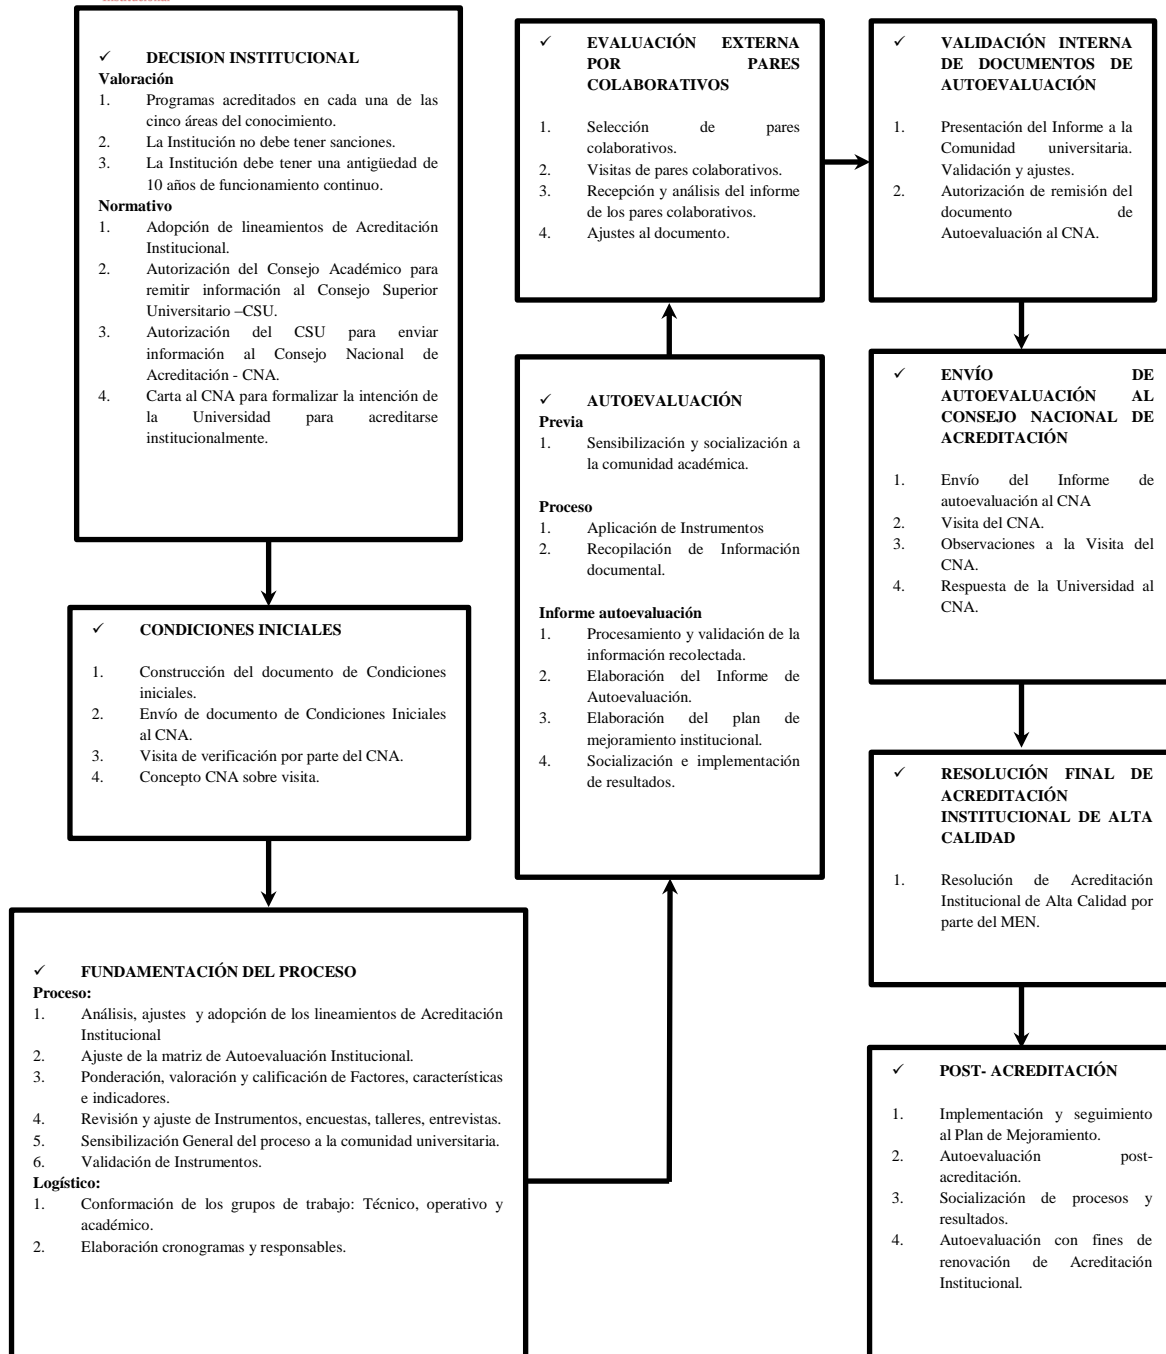 ✓ DECISION INSTITUCIONAL
Valoración
1. Programas acreditados en cada una de las
cinco áreas del conocimiento.
2. La Institución no debe tener sanciones.
3. La Institución debe tener una antigüedad de
10 años de funcionamiento continuo.
Normativo
1. Adopción de lineamientos de Acreditación
Institucional.
2. Autorización del Consejo Académico para
remitir información al Consejo Superior
Universitario –CSU.
3. Autorización del CSU para enviar
información al Consejo Nacional de
Acreditación - CNA.
4. Carta al CNA para formalizar la intención de
la Universidad para acreditarse
institucionalmente.
✓ CONDICIONES INICIALES
1. Construcción del documento de Condiciones
iniciales.
2. Envío de documento de Condiciones Iniciales
al CNA.
3. Visita de verificación por parte del CNA.
4. Concepto CNA sobre visita.
✓ FUNDAMENTACIÓN DEL PROCESO
Proceso:
1. Análisis, ajustes y adopción de los lineamientos de Acreditación
Institucional
2. Ajuste de la matriz de Autoevaluación Institucional.
3. Ponderación, valoración y calificación de Factores, características
e indicadores.
4. Revisión y ajuste de Instrumentos, encuestas, talleres, entrevistas.
5. Sensibilización General del proceso a la comunidad universitaria.
6. Validación de Instrumentos.
Logístico:
1. Conformación de los grupos de trabajo: Técnico, operativo y
académico.
2. Elaboración cronogramas y responsables.
✓ AUTOEVALUACIÓN
Previa
1. Sensibilización y socialización a
la comunidad académica.
Proceso
1. Aplicación de Instrumentos
2. Recopilación de Información
documental.
Informe autoevaluación
1. Procesamiento y validación de la
información recolectada.
2. Elaboración del Informe de
Autoevaluación.
3. Elaboración del plan de
mejoramiento institucional.
4. Socialización e implementación
de resultados.
✓ EVALUACIÓN EXTERNA
POR PARES
COLABORATIVOS
1. Selección de pares
colaborativos.
2. Visitas de pares colaborativos.
3. Recepción y análisis del informe
de los pares colaborativos.
4. Ajustes al documento.
✓ VALIDACIÓN INTERNA
DE DOCUMENTOS DE
AUTOEVALUACIÓN
1. Presentación del Informe a la
Comunidad universitaria.
Validación y ajustes.
2. Autorización de remisión del
documento de
Autoevaluación al CNA.
✓ ENVÍO DE
AUTOEVALUACIÓN AL
CONSEJO NACIONAL DE
ACREDITACIÓN
1. Envío del Informe de
autoevaluación al CNA
2. Visita del CNA.
3. Observaciones a la Visita del
CNA.
4. Respuesta de la Universidad al
CNA.
✓ RESOLUCIÓN FINAL DE
ACREDITACIÓN
INSTITUCIONAL DE ALTA
CALIDAD
1. Resolución de Acreditación
Institucional de Alta Calidad por
parte del MEN.
✓ POST- ACREDITACIÓN
1. Implementación y seguimiento
al Plan de Mejoramiento.
2. Autoevaluación post-
acreditación.
3. Socialización de procesos y
resultados.
4. Autoevaluación con fines de
renovación de Acreditación
Institucional.